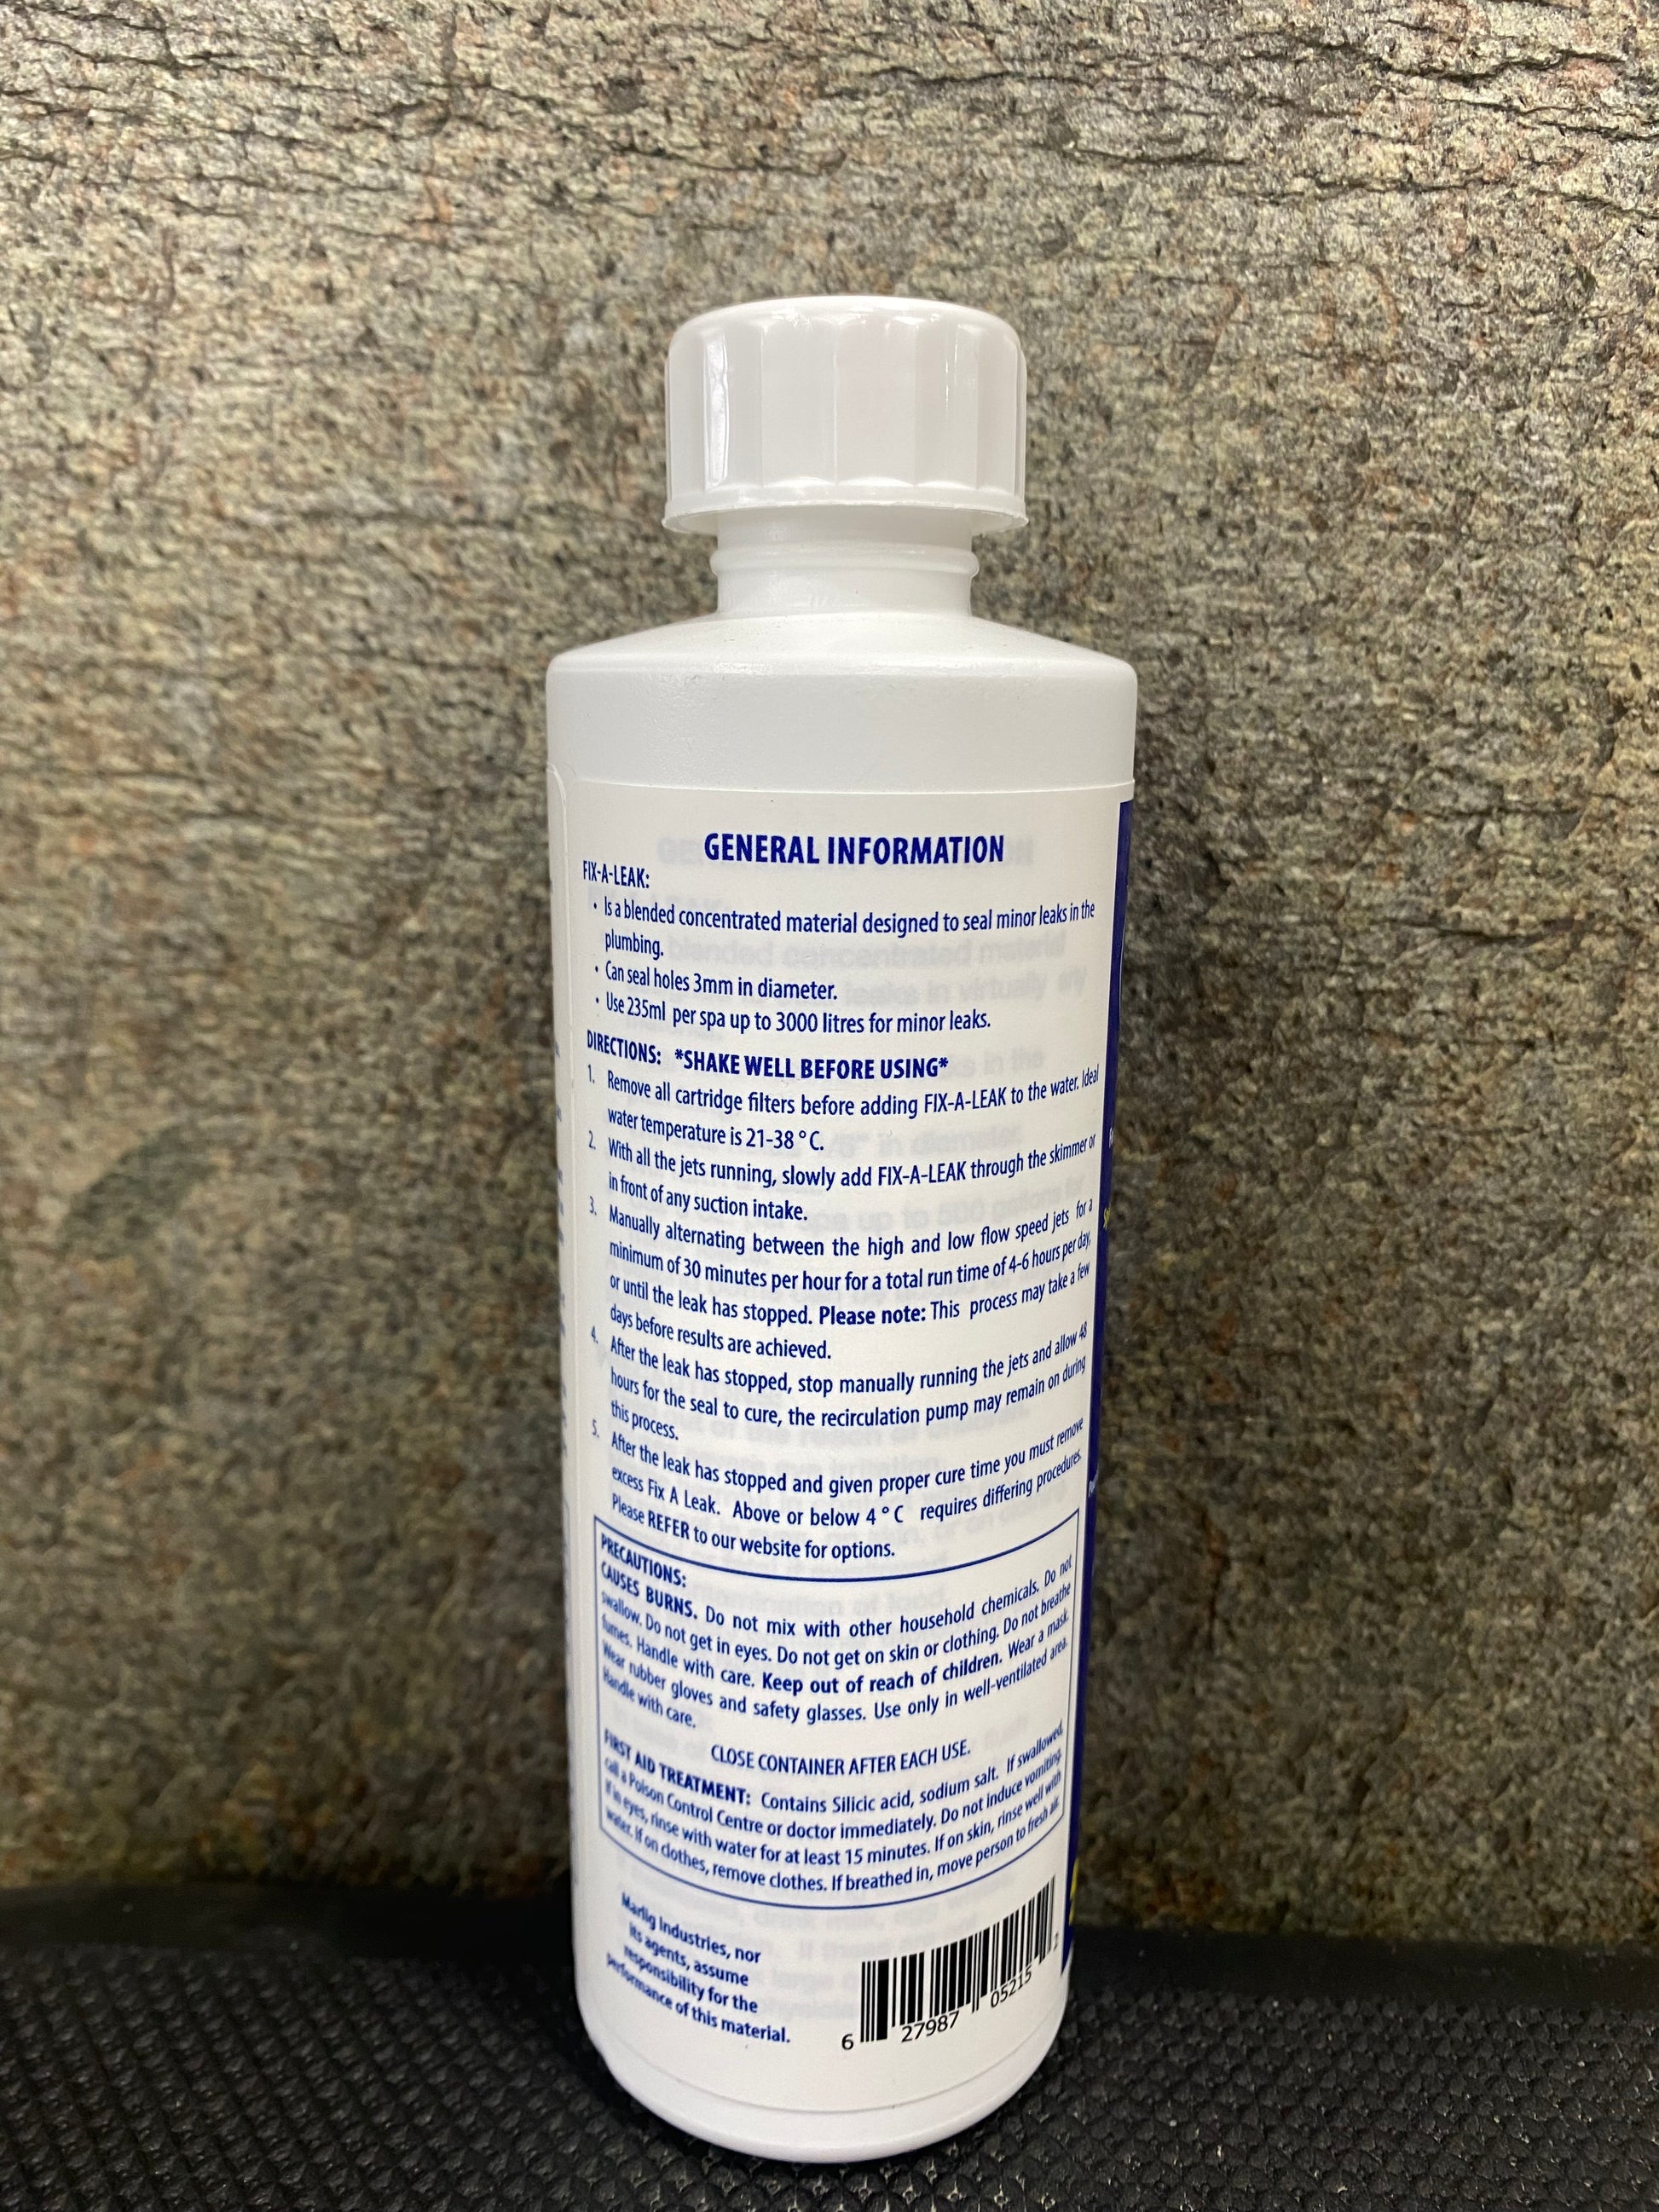 GENERAL INFORMATION
FIX-A-LEAK:
• Is a blended concentrated material designed to seal minor leaks in the
plumbing.
• Can seal holes 3mm in diameter.
• Use 235ml per spa up to 3000 litres for minor leaks.
DIRECTIONS: *SHAKE WELL BEFORE USING*
1. Remove all cartridge filters before adding FIX-A-LEAK to the water. Ideal
water temperature is 21-38 °C.
2. With all the jets running, slowly add FIX-A-LEAK through the skimmer or
in front of any suction intake.
3. Manually alternating between the high and low flow speed jets for a
minimum of 30 minutes per hour for a total run time of 4-6 hours per day,
or until the leak has stopped. Please note: This process may take a few
days before results are achieved.
4. After the leak has stopped, stop manually running the jets and allow 48
hours for the seal to cure, the recirculation pump may remain on during
this process.
5. After the leak has stopped and given proper cure time you must remove
excess Fix A Leak. Above or below 4 °C requires differing procedures.
Please REFER to our website for options.
PRECAUTIONS:
CAUSES BURNS. Do not mix with other household chemicals. Do not
swallow. Do not get in eyes. Do not get on skin or clothing. Do not breathe
fumes. Handle with care. Keep out of reach of children. Wear a mask.
Wear rubber gloves and safety glasses. Use only in well-ventilated area.
Handle with care.
CLOSE CONTAINER AFTER EACH USE.
FIRST AID TREATMENT: Contains Silicic acid, sodium salt. If swallowed,
call a Poison Control Centre or doctor immediately. Do not induce vomiting.
If in eyes, rinse with water for at least 15 minutes. If on skin, rinse well with
water. If on clothes, remove clothes. If breathed in, move person to fresh air.
Marlig Industries, nor
its agents, assume
responsibility for the
performance of this material.
6 27987 05215 2